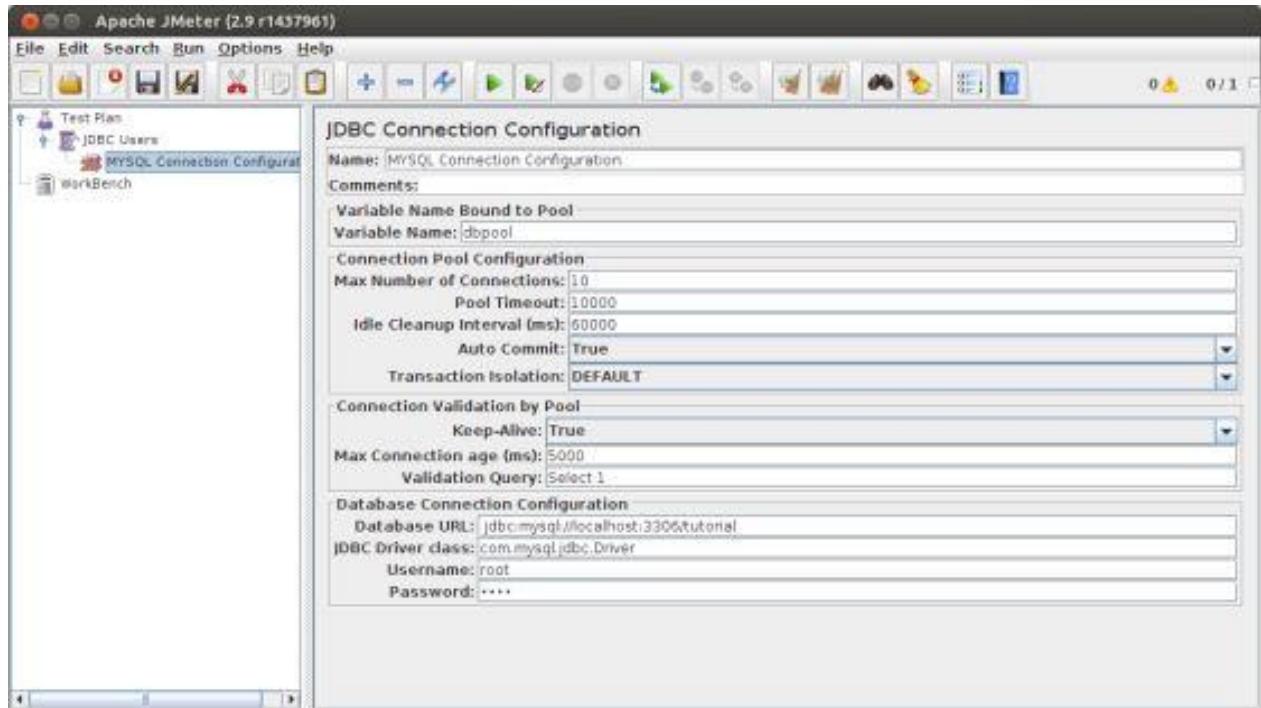 Apache JMeter (2.9 r1437961)
File Edit Search Run Options Help
0 0/1
Test Plan
JDBC Users
MYSQL Connection Configurat
WorkBench
JDBC Connection Configuration
Name: MYSQL Connection Configuration
Comments:
Variable Name Bound to Pool
Variable Name: dbpool
Connection Pool Configuration
Max Number of Connections: 10
Pool Timeout: 10000
Idle Cleanup Interval (ms): 60000
Auto Commit: True
Transaction Isolation: DEFAULT
Connection Validation by Pool
Keep-Alive: True
Max Connection age (ms): 5000
Validation Query: Select 1
Database Connection Configuration
Database URL: jdbc:mysql://localhost:3306/tutorial
JDBC Driver class: com.mysql.jdbc.Driver
Username: root
Password: ••••